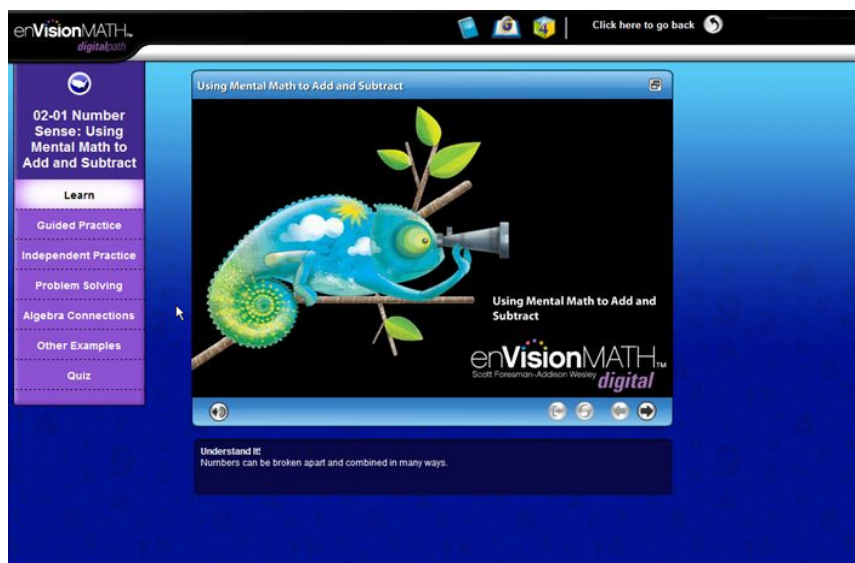 enVisionMATH™
digitalpath
G
4
Click here to go back
02-01 Number
Sense: Using
Mental Math to
Add and Subtract
Learn
Guided Practice
Independent Practice
Problem Solving
Algebra Connections
Other Examples
Quiz
Using Mental Math to Add and Subtract
Using Mental Math to Add and
Subtract
enVisionMATH™
Scott Foresman-Addison Wesley digital
Understand It!
Numbers can be broken apart and combined in many ways.